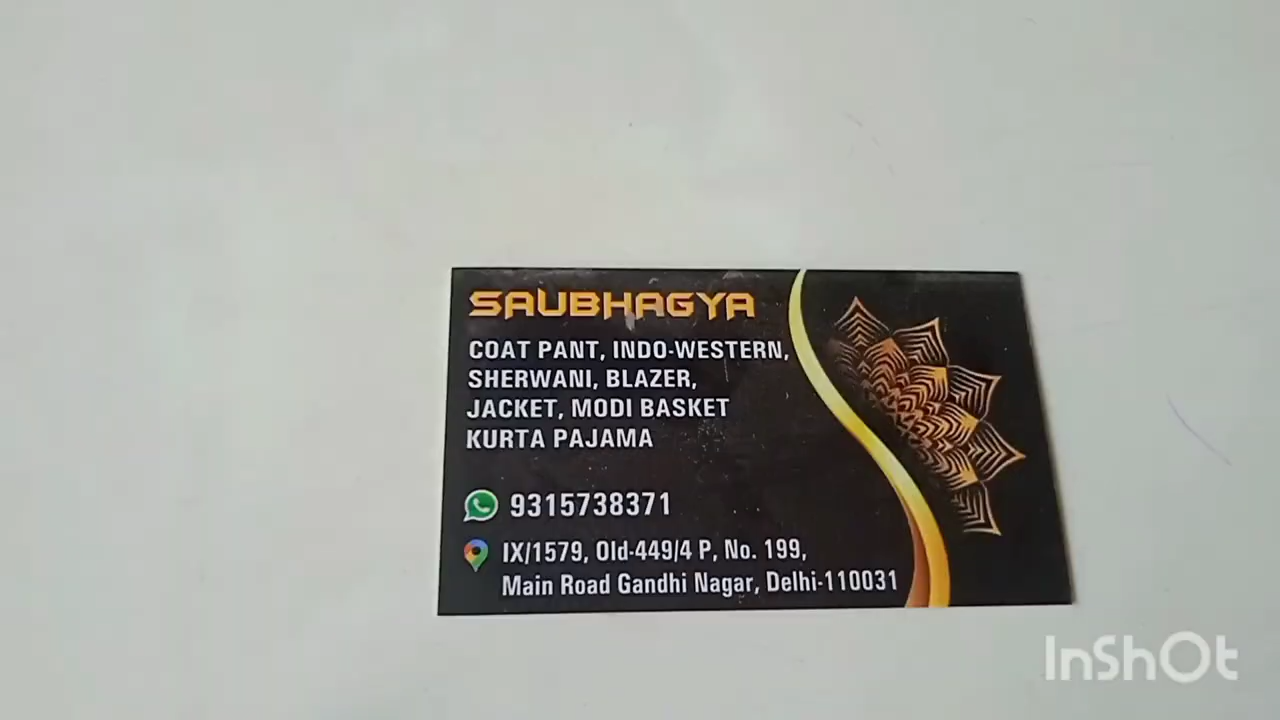 SAUBHAGYA
COAT PANT, INDO-WESTERN,
SHERWANI, BLAZER,
JACKET, MODI BASKET
KURTA PAJAMA
9315738371
IX/1579, Old-449/4 P, No. 199,
Main Road Gandhi Nagar, Delhi-110031
InShOt